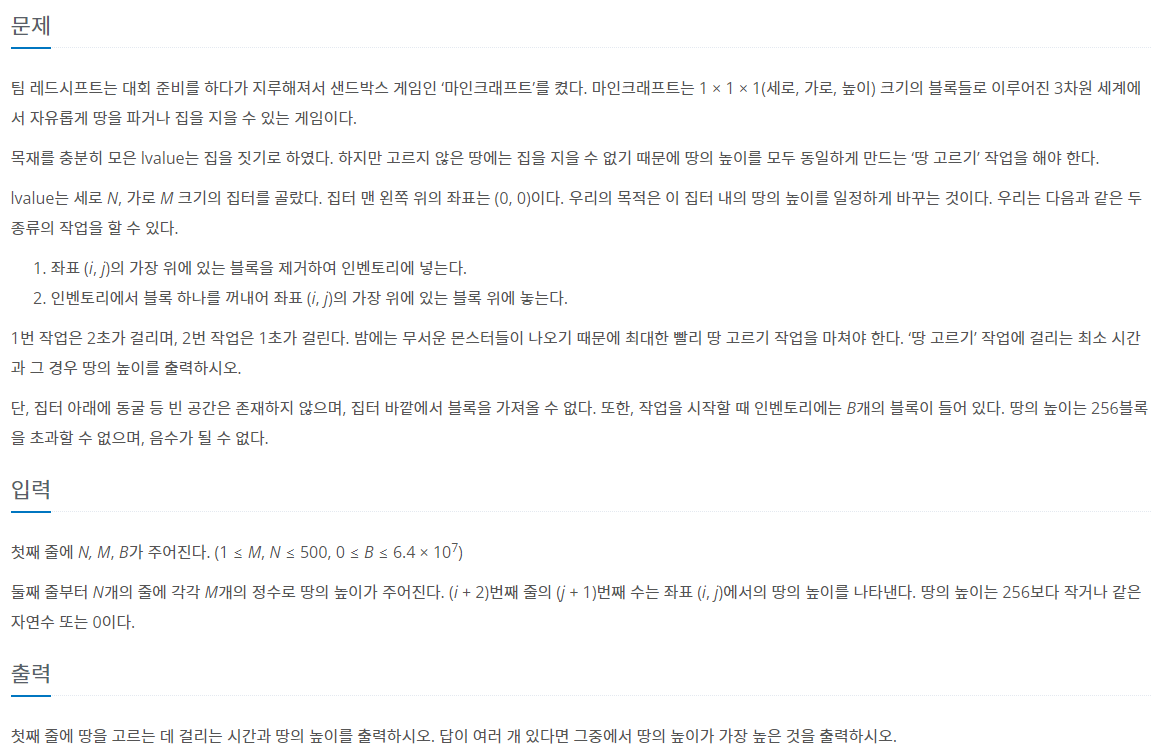 문제
팀 레드시프트는 대회 준비를 하다가 지루해져서 샌드박스 게임인 ‘마인크래프트’를 켰다. 마인크래프트는 1 × 1 × 1(세로, 가로, 높이) 크기의 블록들로 이루어진 3차원 세계에
서 자유롭게 땅을 파거나 집을 지을 수 있는 게임이다.
목재를 충분히 모은 lvalue는 집을 짓기로 하였다. 하지만 고르지 않은 땅에는 집을 지을 수 없기 때문에 땅의 높이를 모두 동일하게 만드는 ‘땅 고르기’ 작업을 해야 한다.
lvalue는 세로 N, 가로 M 크기의 집터를 골랐다. 집터 맨 왼쪽 위의 좌표는 (0, 0)이다. 우리의 목적은 이 집터 내의 땅의 높이를 일정하게 바꾸는 것이다. 우리는 다음과 같은 두
종류의 작업을 할 수 있다.
1. 좌표 (i, j)의 가장 위에 있는 블록을 제거하여 인벤토리에 넣는다.
2. 인벤토리에서 블록 하나를 꺼내어 좌표 (i, j)의 가장 위에 있는 블록 위에 놓는다.
1번 작업은 2초가 걸리며, 2번 작업은 1초가 걸린다. 밤에는 무서운 몬스터들이 나오기 때문에 최대한 빨리 땅 고르기 작업을 마쳐야 한다. ‘땅 고르기’ 작업에 걸리는 최소 시간
과 그 경우 땅의 높이를 출력하시오.
단, 집터 아래에 동굴 등 빈 공간은 존재하지 않으며, 집터 바깥에서 블록을 가져올 수 없다. 또한, 작업을 시작할 때 인벤토리에는 B개의 블록이 들어 있다. 땅의 높이는 256블록
을 초과할 수 없으며, 음수가 될 수 없다.
입력
첫째 줄에 N, M, B가 주어진다. (1 ≤ M, N ≤ 500, 0 ≤ B ≤ 6.4 × 10⁷)
둘째 줄부터 N개의 줄에 각각 M개의 정수로 땅의 높이가 주어진다. (i + 2)번째 줄의 (j + 1)번째 수는 좌표 (i, j)에서의 땅의 높이를 나타낸다. 땅의 높이는 256보다 작거나 같은
자연수 또는 0이다.
출력
첫째 줄에 땅을 고르는 데 걸리는 시간과 땅의 높이를 출력하시오. 답이 여러 개 있다면 그중에서 땅의 높이가 가장 높은 것을 출력하시오.